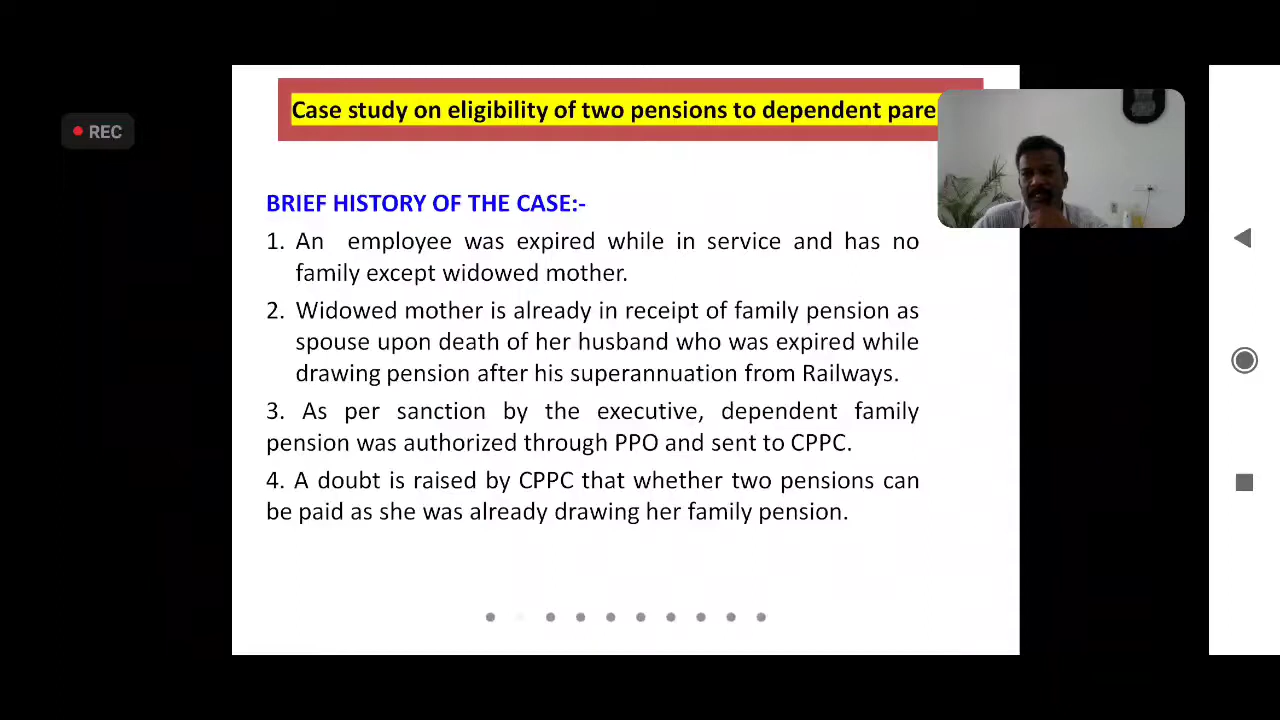 Case study on eligibility of two pensions to dependent pare
REC
BRIEF HISTORY OF THE CASE:-
1. An employee was expired while in service and has no
family except widowed mother.
2. Widowed mother is already in receipt of family pension as
spouse upon death of her husband who was expired while
drawing pension after his superannuation from Railways.
3. As per sanction by the executive, dependent family
pension was authorized through PPO and sent to CPPC.
4. A doubt is raised by CPPC that whether two pensions can
be paid as she was already drawing her family pension.